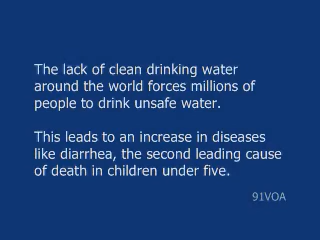 The lack of clean drinking water
around the world forces millions of
people to drink unsafe water.
This leads to an increase in diseases
like diarrhea, the second leading cause
of death in children under five.
91VOA